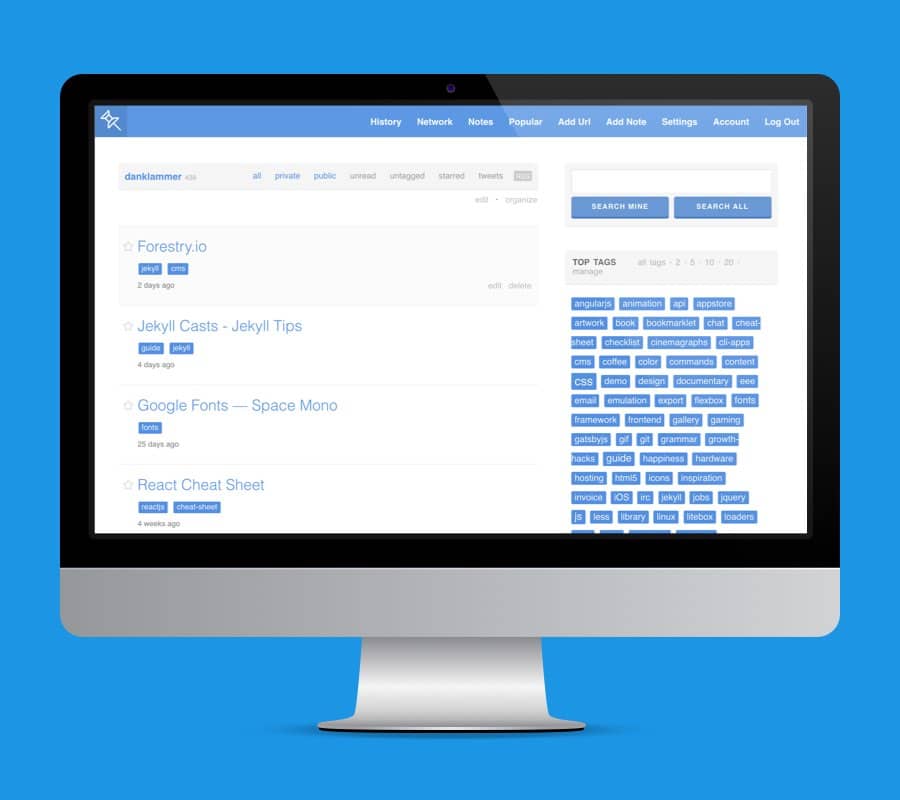 History Network Notes Popular Add Url Add Note Settings Account Log Out
danklammer all private public unread untagged starred tweets RSS
edit • organize
Forestry.io
jekyll cms
2 days ago edit delete
Jekyll Casts - Jekyll Tips
guide jekyll
4 days ago
Google Fonts — Space Mono
fonts
25 days ago
React Cheat Sheet
reactjs cheat-sheet
4 weeks ago
SEARCH MINE SEARCH ALL
TOP TAGS all tags · 2 · 5 · 10 · 20 ·
manage
angularjs animation api appstore
artwork book bookmarklet chat cheat-
sheet checklist cinemagraphs cli-apps
cms coffee color commands content
css demo design documentary eee
email emulation export flexbox fonts
framework frontend gallery gaming
gatsbyjs gif git grammar growth-
hacks guide happiness hardware
hosting html5 icons inspiration
invoice iOS irc jekyll jobs jquery
js less library linux litebox loaders